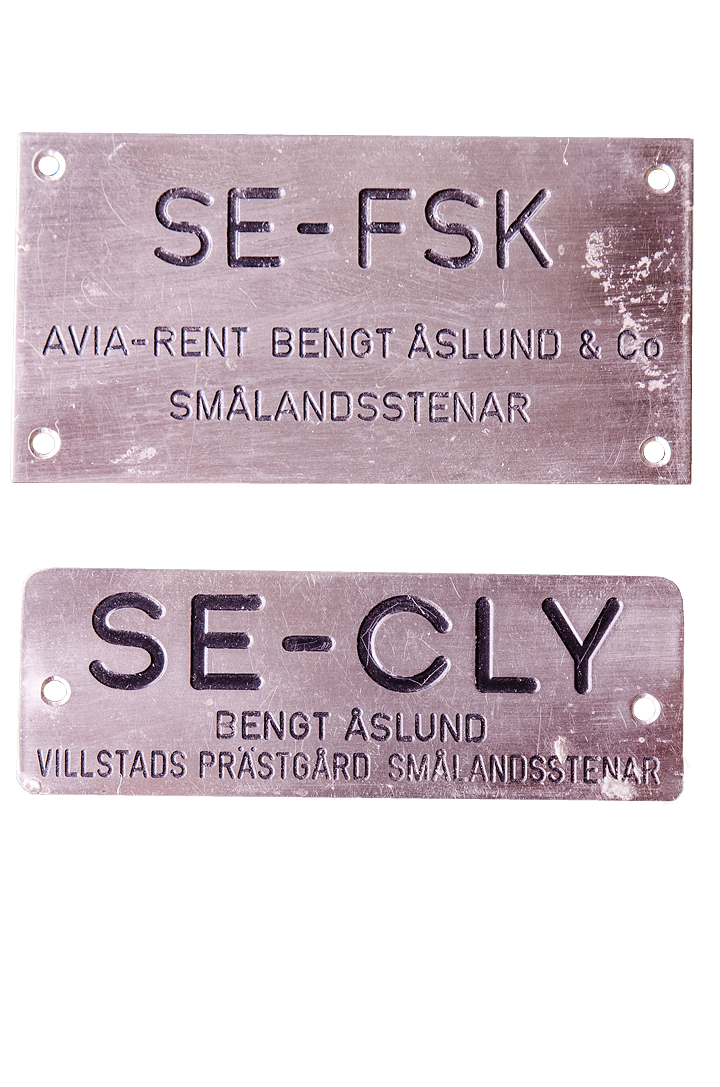 SE-FSK
AVIA-RENT BENGT ÅSLUND & Co
SMÅLANDSSTENAR
SE-CLY
BENGT ÅSLUND
VILLSTADS PRÄSTGÅRD SMÅLANDSSTENAR